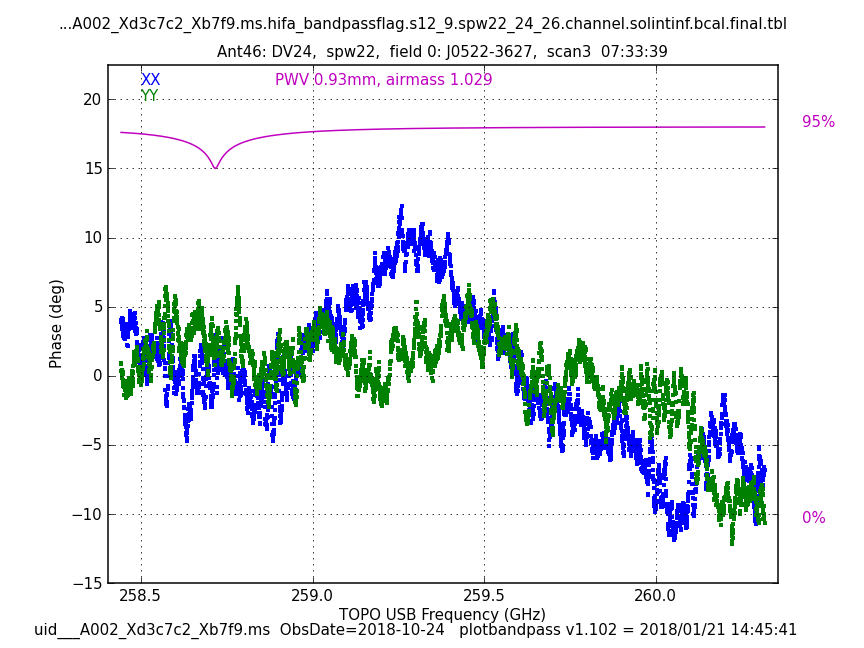 ...A002_Xd3c7c2_Xb7f9.ms.hifa_bandpassflag.s12_9.spw22_24_26.channel.solintinf.bcal.final.tbl
Ant46: DV24,  spw22,  field 0: J0522-3627,  scan3  07:33:39
XX
YY
PWV 0.93mm, airmass 1.029
95%
0%
20
15
10
5
0
−5
−10
−15
Phase (deg)
258.5
259.0
259.5
260.0
TOPO USB Frequency (GHz)
uid___A002_Xd3c7c2_Xb7f9.ms  ObsDate=2018-10-24   plotbandpass v1.102 = 2018/01/21 14:45:41